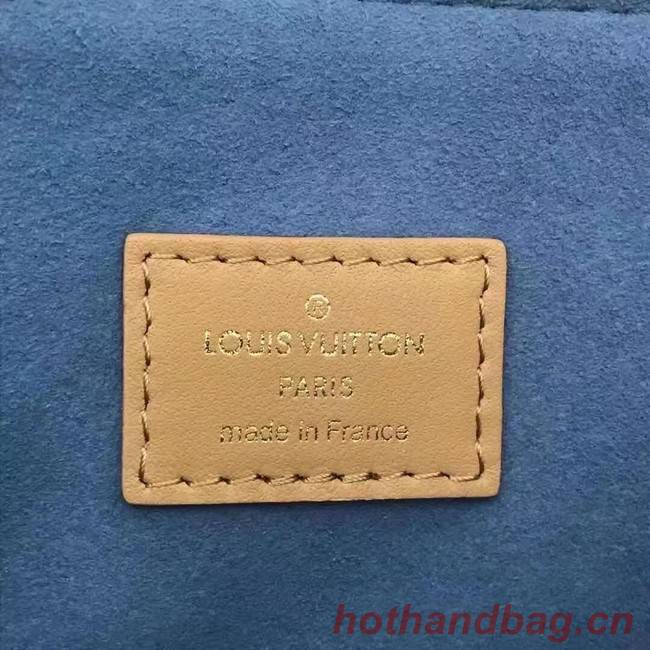 ®
LOUIS VUITTON
PARIS
made in France
hothandbag.cn